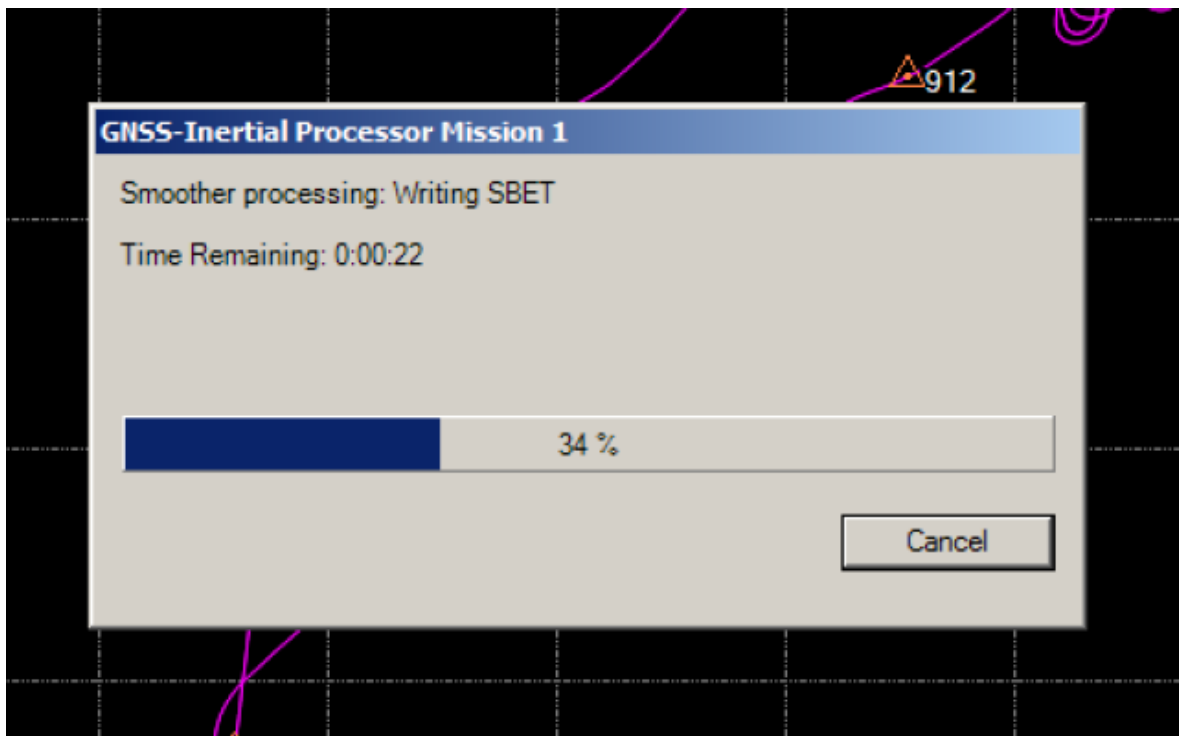 912
GNSS-Inertial Processor Mission 1
Smoother processing: Writing SBET
Time Remaining: 0:00:22
34 %
Cancel